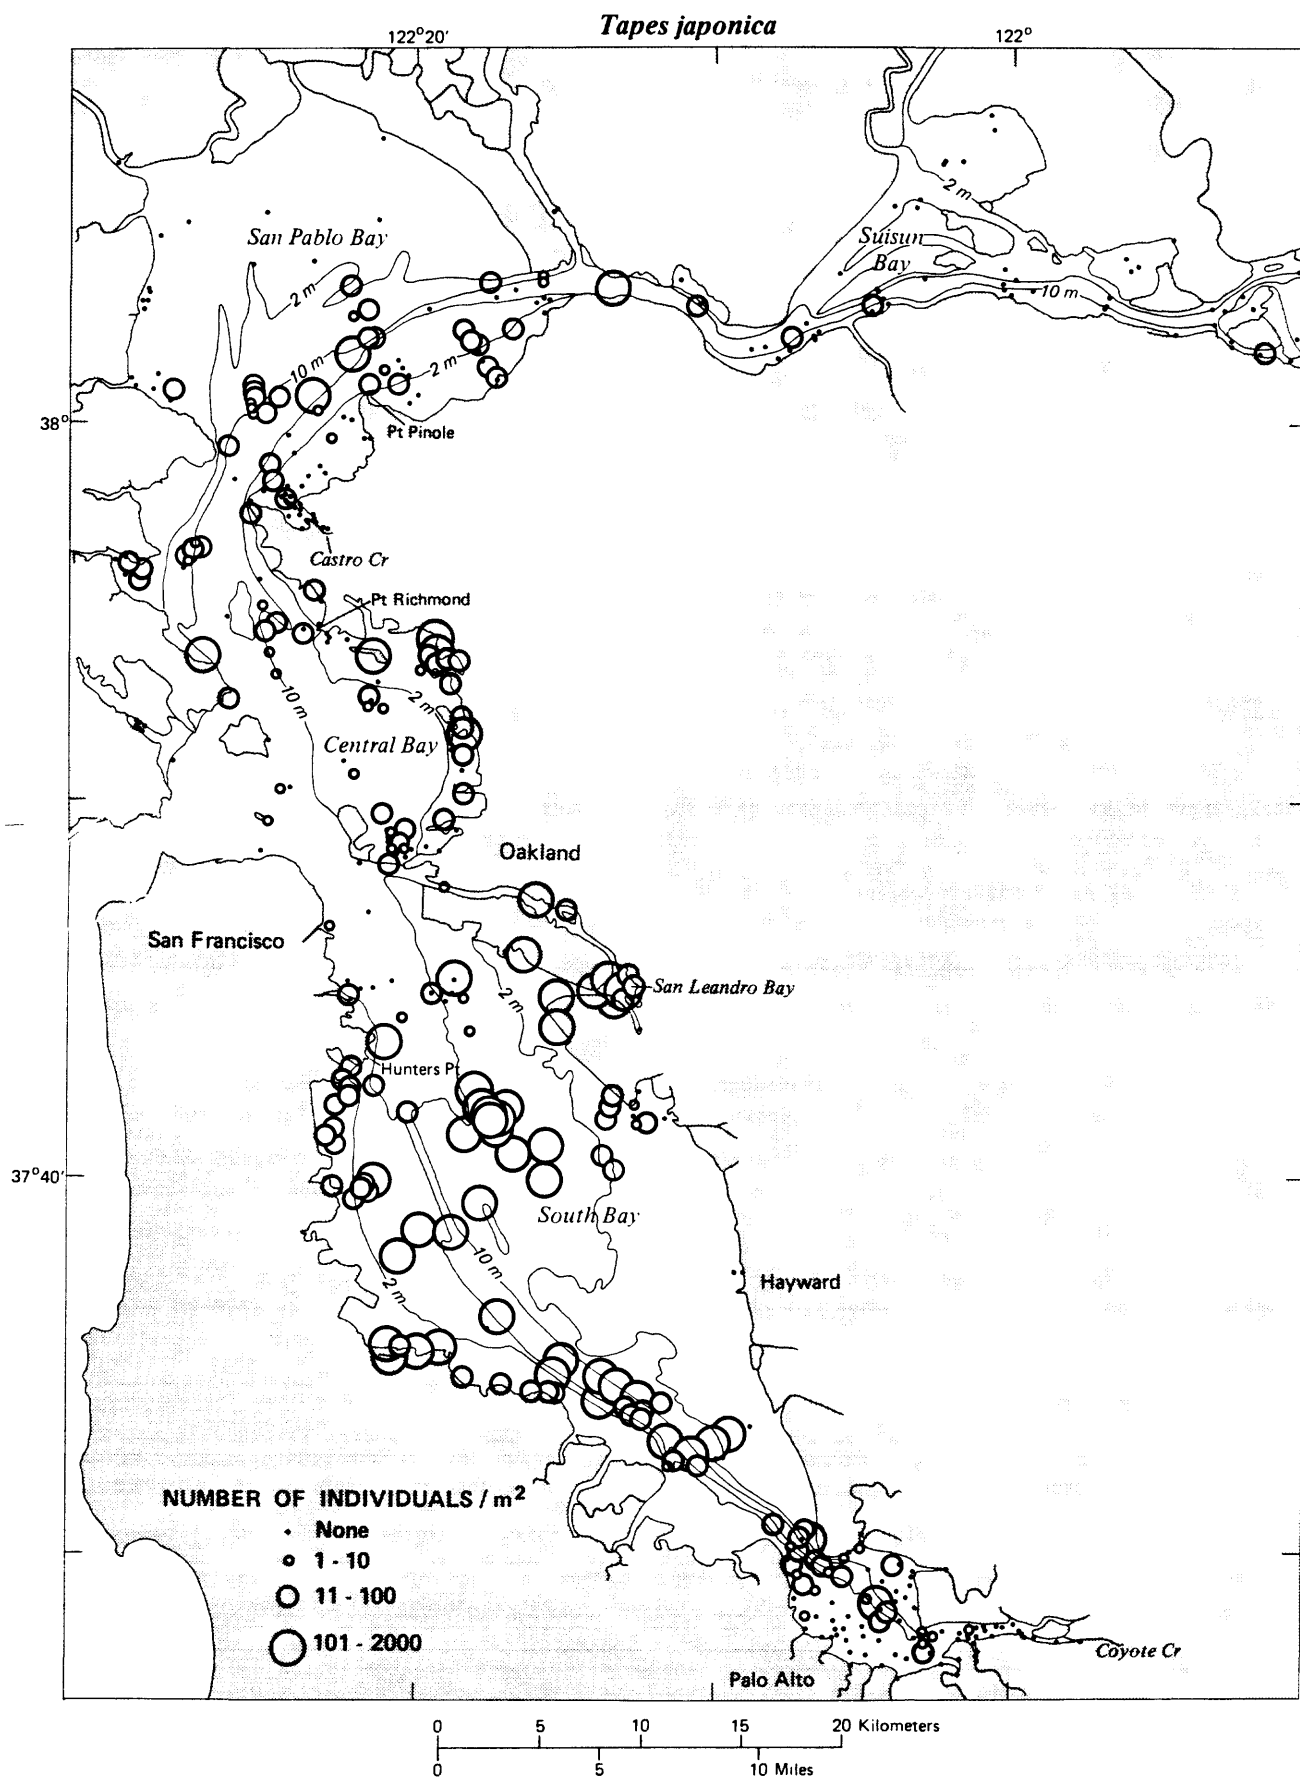 Tapes japonica
122°20'
122°
2 m
San Pablo Bay
Suisun
Bay
2 m
10 m
10 m
2 m
38°
Pt Pinole
Castro Cr
Pt Richmond
10 m
2 m
Central Bay
Oakland
San Francisco
San Leandro Bay
2 m
Hunters Pt
37°40'
South Bay
10 m
Hayward
2 m
NUMBER OF INDIVIDUALS / m²
None
1 - 10
11 - 100
101 - 2000
Coyote Cr
Palo Alto
0 5 10 15 20 Kilometers
0 5 10 Miles